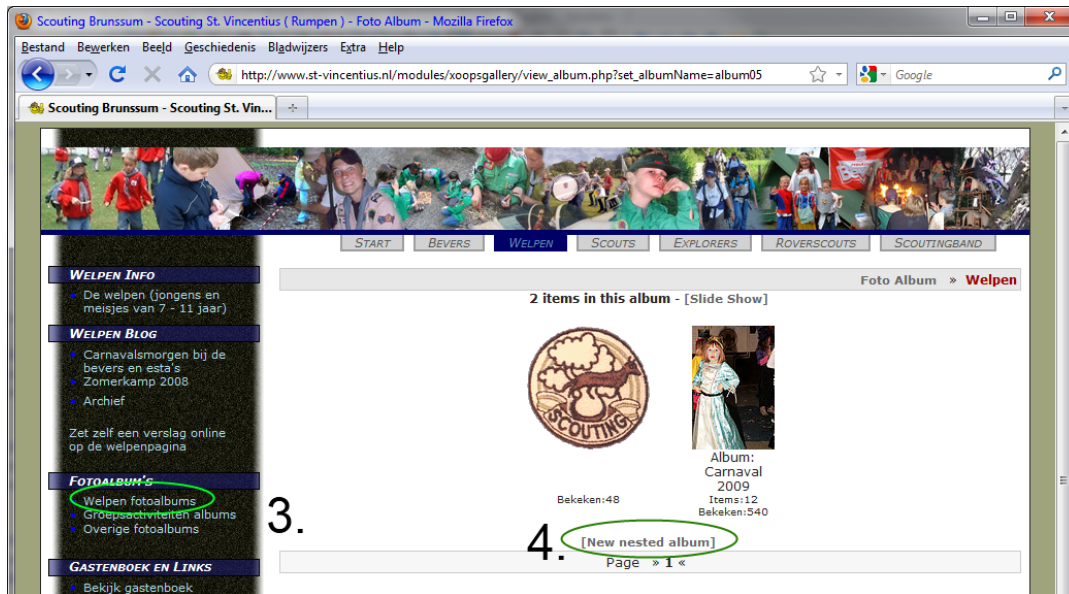 Scouting Brunssum - Scouting St. Vincentius ( Rumpen ) - Foto Album - Mozilla Firefox
Bestand Bewerken Beeld Geschiedenis Bladwijzers Extra Help
http://www.st-vincentius.nl/modules/xoopsgallery/view_album.php?set_albumName=album05
Google
Scouting Brunssum - Scouting St. Vin...
START BEVERS WELPEN SCOUTS EXPLORERS ROVERSCOUTS SCOUTINGBAND
WELPEN INFO
De welpen (jongens en
meisjes van 7 - 11 jaar)
WELPEN BLOG
Carnavalsmorgen bij de
bevers en esta's
Zomerkamp 2008
Archief
Zet zelf een verslag online
op de welpenpagina
FOTOALBUM'S
Welpen fotoalbums
Groepsactiviteiten albums
Overige fotoalbums
3.
GASTENBOEK EN LINKS
Bekijk gastenboek
Foto Album » Welpen
2 items in this album - [Slide Show]
SCOUTING
Bekeken:48
Album:
Carnaval
2009
Items:12
Bekeken:540
4.
[New nested album]
Page » 1 «